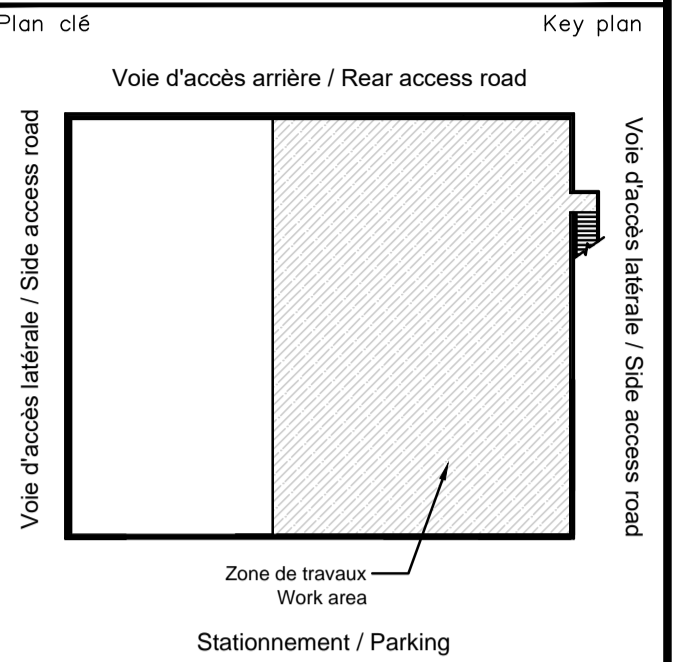 Plan clé
Key plan
Voie d'accès arrière / Rear access road
Voie d'accès latérale / Side access road
Voie d'accès latérale / Side access road
Zone de travaux
Work area
Stationnement / Parking